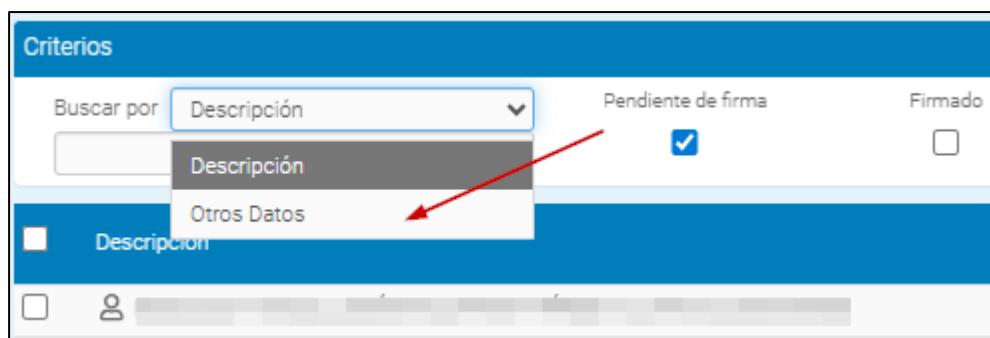 Criterios
Buscar por Descripción Pendiente de firma Firmado
Descripción
Otros Datos
Descripción